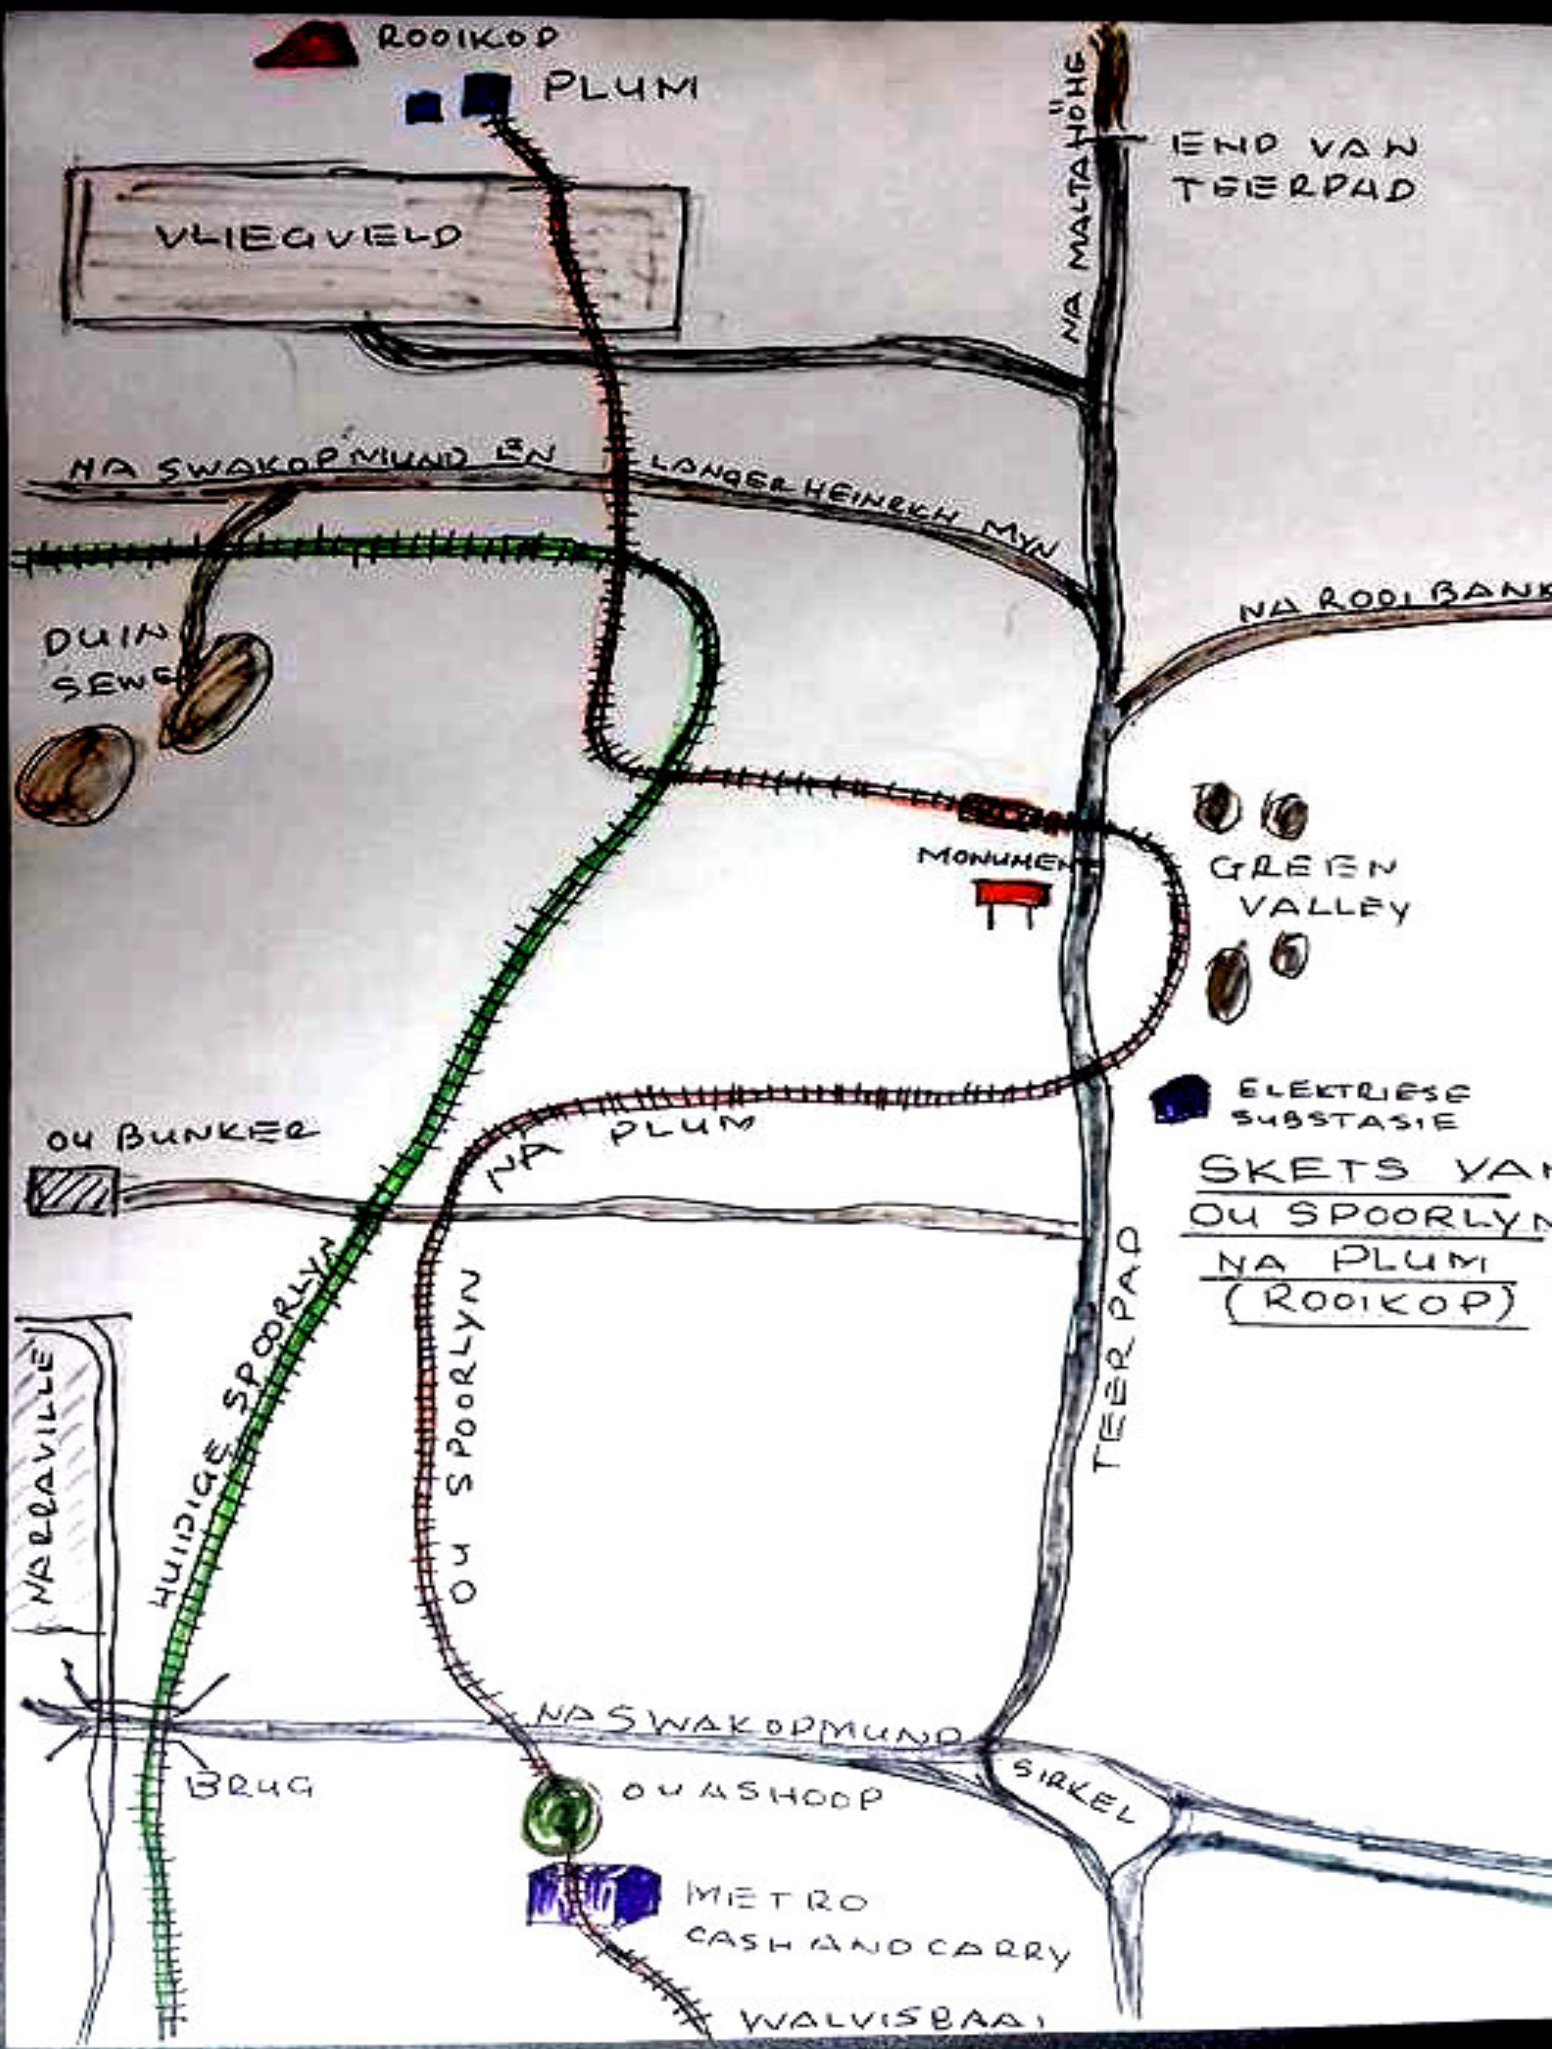 ROOIKOP
PLUM
NA MALTAHÖHE
END VAN
TEERPAD
VLIEGVELD
NA SWAKOPMUND EN LANGER HEINRICH MYN
NA ROOIBANK
DUIN
SEWE
MONUMENT
GREEN
VALLEY
ELEKTRIESE
SUBSTASIE
OU BUNKER
NA PLUM
SKETS VAN
OU SPOORLYN
NA PLUM
(ROOIKOP)
HUIDIGE SPOORLYN
OU SPOORLYN
TEERPAD
NARRAVILLE
NA SWAKOPMUND
SIRKEL
BRUG
OU ASHOOP
METRO
CASH AND CARRY
WALVISBAAI